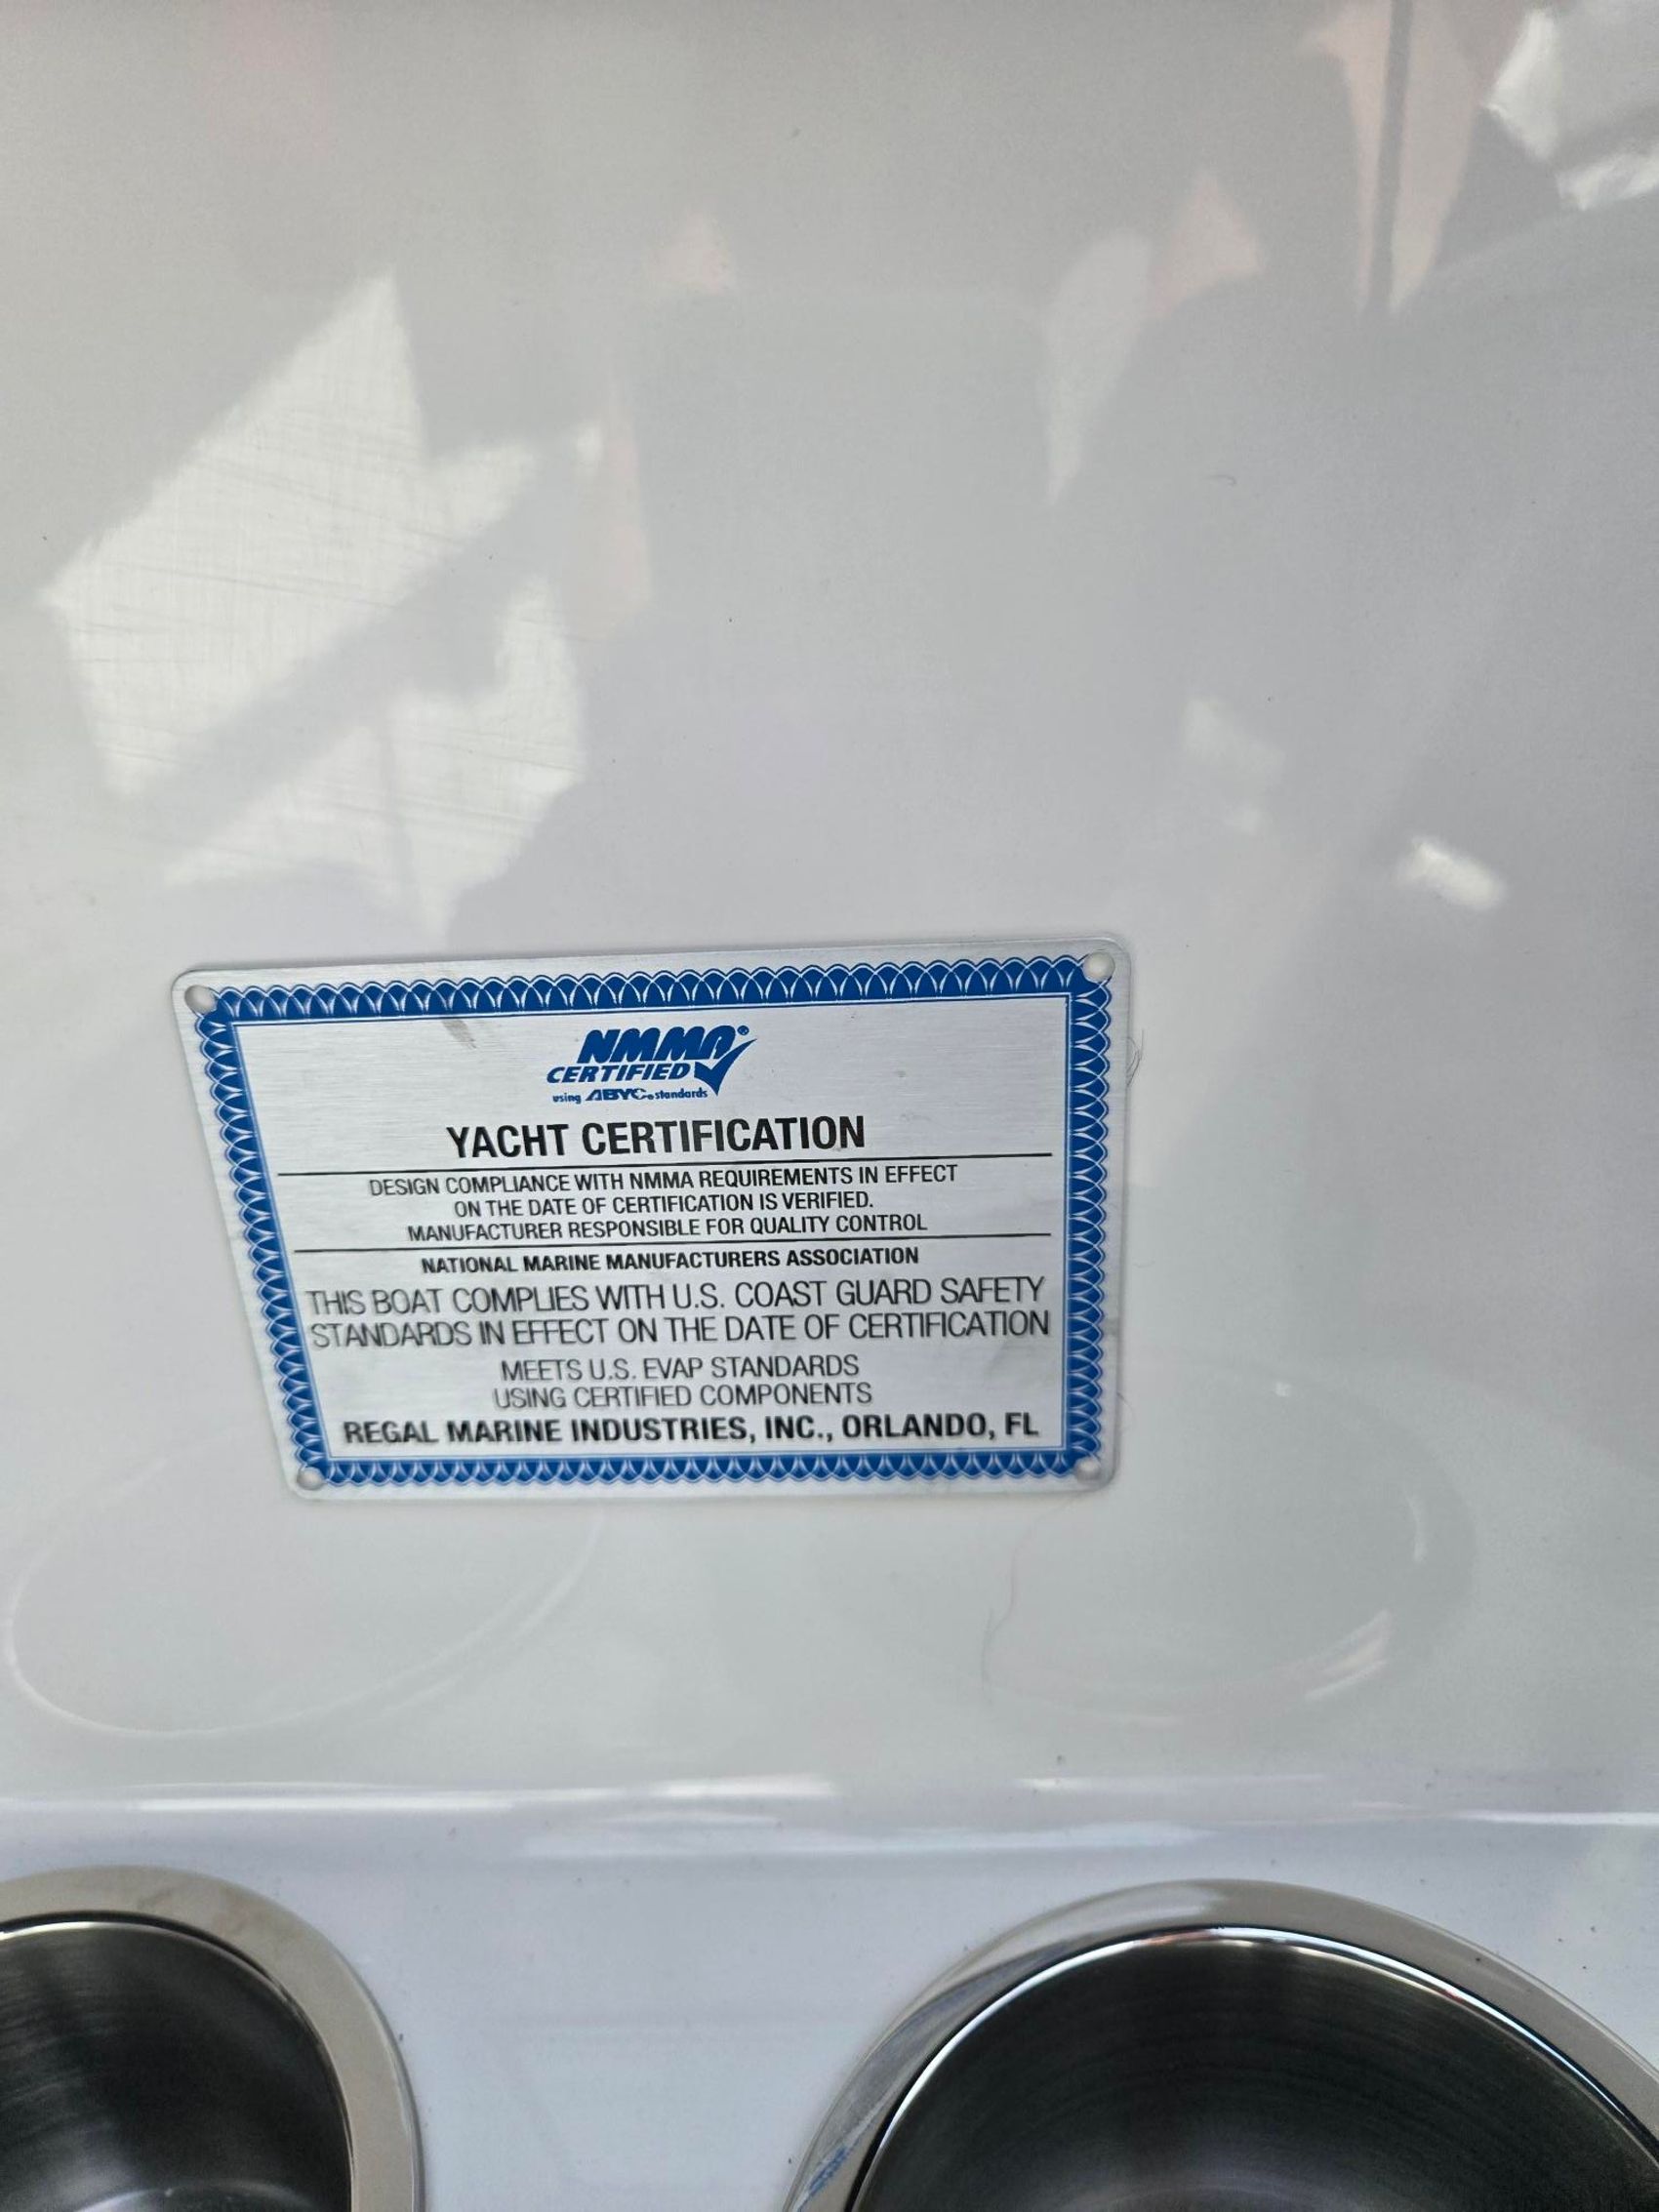 NMMA®
CERTIFIED
using ABYC® standards
YACHT CERTIFICATION
DESIGN COMPLIANCE WITH NMMA REQUIREMENTS IN EFFECT
ON THE DATE OF CERTIFICATION IS VERIFIED.
MANUFACTURER RESPONSIBLE FOR QUALITY CONTROL
NATIONAL MARINE MANUFACTURERS ASSOCIATION
THIS BOAT COMPLIES WITH U.S. COAST GUARD SAFETY
STANDARDS IN EFFECT ON THE DATE OF CERTIFICATION
MEETS U.S. EVAP STANDARDS
USING CERTIFIED COMPONENTS
REGAL MARINE INDUSTRIES, INC., ORLANDO, FL